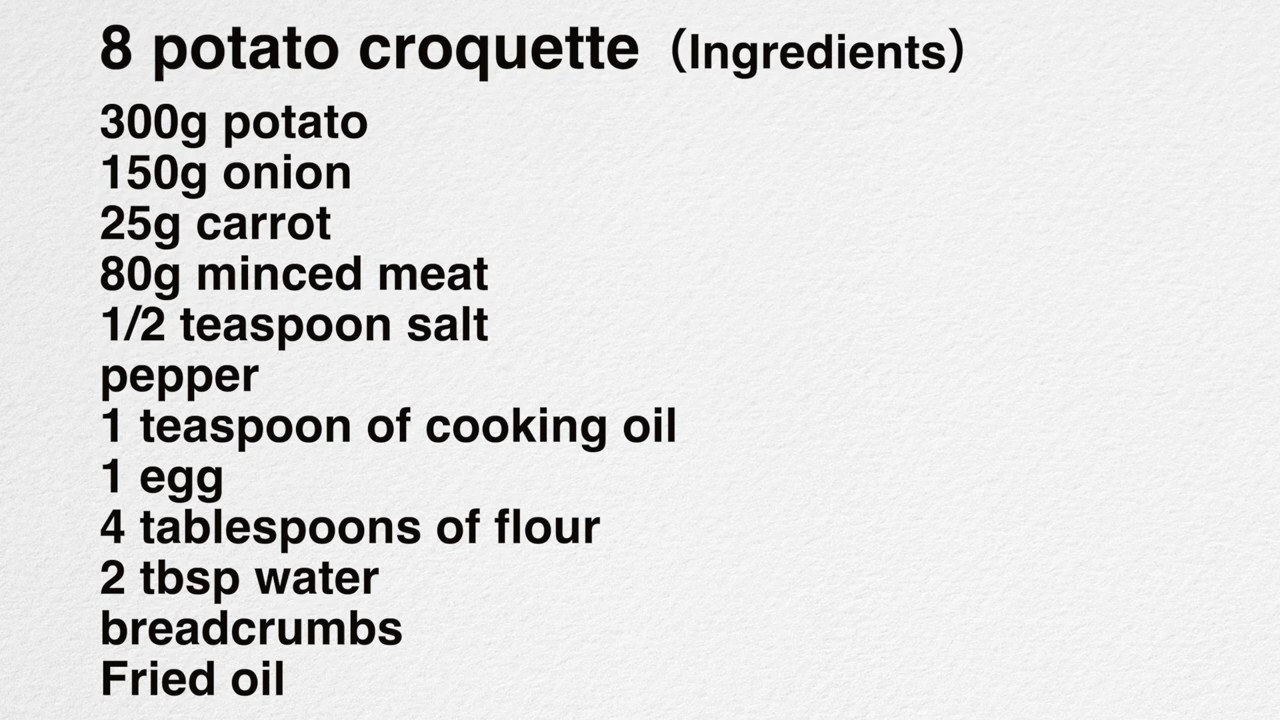 8 potato croquette（Ingredients）
300g potato
150g onion
25g carrot
80g minced meat
1/2 teaspoon salt
pepper
1 teaspoon of cooking oil
1 egg
4 tablespoons of flour
2 tbsp water
breadcrumbs
Fried oil